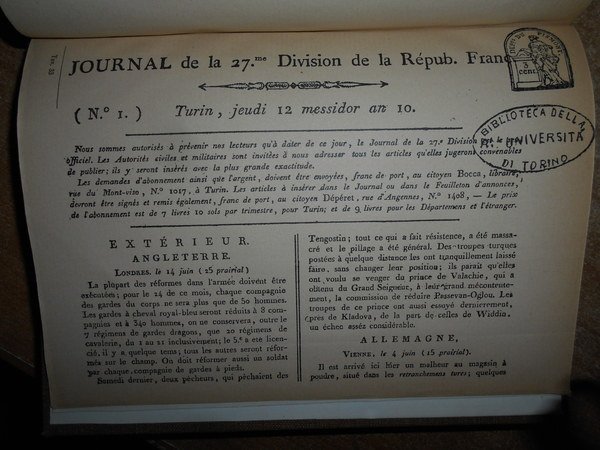 JOURNAL de la 27.me Division de la Répub. Franç
3
cent
(N.° 1.) Turin, jeudi 12 messidor an 10.
BIBLIOTECA DELLA
R. UNIVERSITÀ
DI TORINO
Nous sommes autorisés à prévenir nos lecteurs qu'à dater de ce jour, le Journal de la 27.e Division est le
officiel. Les Autorités civiles et militaires sont invitées à nous adresser tous les articles qu'elles jugeront convenables
de publier; ils y seront insérés avec la plus grande exactitude.
Les demandes d'abonnement ainsi que l'argent, doivent être envoyées, franc de port, au citoyen Bocca, libraire,
rue du Mont-viso, N.° 1017, à Turin. Les articles à insérer dans le Journal ou dans le Feuilleton d'annonces,
devront être signés et remis également, franc de port, au citoyen Dépéret, rue d'Angennes, N.° 1408. — Le prix
de l'abonnement est de 7 livres 10 sols par trimestre, pour Turin; et de 9 livres pour les Départemens et l'étranger.
EXTÉRIEUR.
ANGLETERRE.
LONDRES, le 14 juin (25 prairial)
La plupart des réformes dans l'armée doivent être
exécutées; pour le 24 de ce mois, chaque compagnie
des gardes du corps ne sera plus que de 50 hommes.
Les gardes à cheval royal-bleu seront réduits à 8 com-
pagnies et à 340 hommes, on ne conservera, outre le
7 régimens de gardes dragons, que 20 régimens de
cavalerie, du 1 au 21 inclusivement; le 5.e a été licen-
cié, il y a quelque tems; tous les autres seront réfor-
més sur le champ. On doit réformer aussi un soldat
par chaque compagnie de gardes à pieds.
Samedi dernier, deux pêcheurs, qui pêchaient des
Tengostin; tout ce qui a fait résistence, a été massa-
cré et le pillage a été général. Des troupes turques
postées à quelque distance les ont tranquillement laissé
faire, sans changer leur position; ils parait qu'elles
ont voulu se venger du prince de Valachie, qui a
obtenu du Grand Seigneur, à leur grand mécontente-
ment, la commission de réduire Passevan-Oglou. Les
troupes de ce prince ont aussi essuyé dernièrement,
près de Kladova, de la part de celles de Widdin,
un échec assez considérable.
ALLEMAGNE,
VIENNE, le 4 juin (15 prairial).
Il est arrivé ici hier un malheur au magasin à
poudre, situé dans les retranchemens turcs; quelques